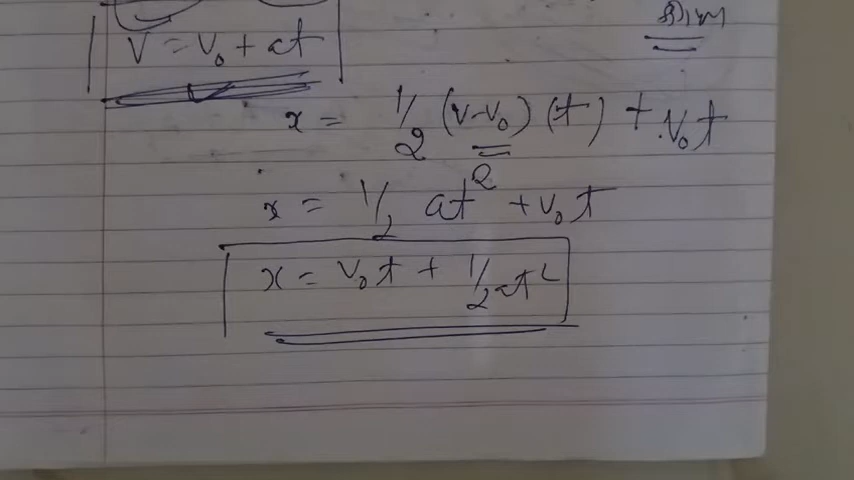 v = v₀ + at
x = 1/2 (v-v₀) (t) + v₀t
x = 1/2 at² + v₀t
x = v₀t + 1/2 at²